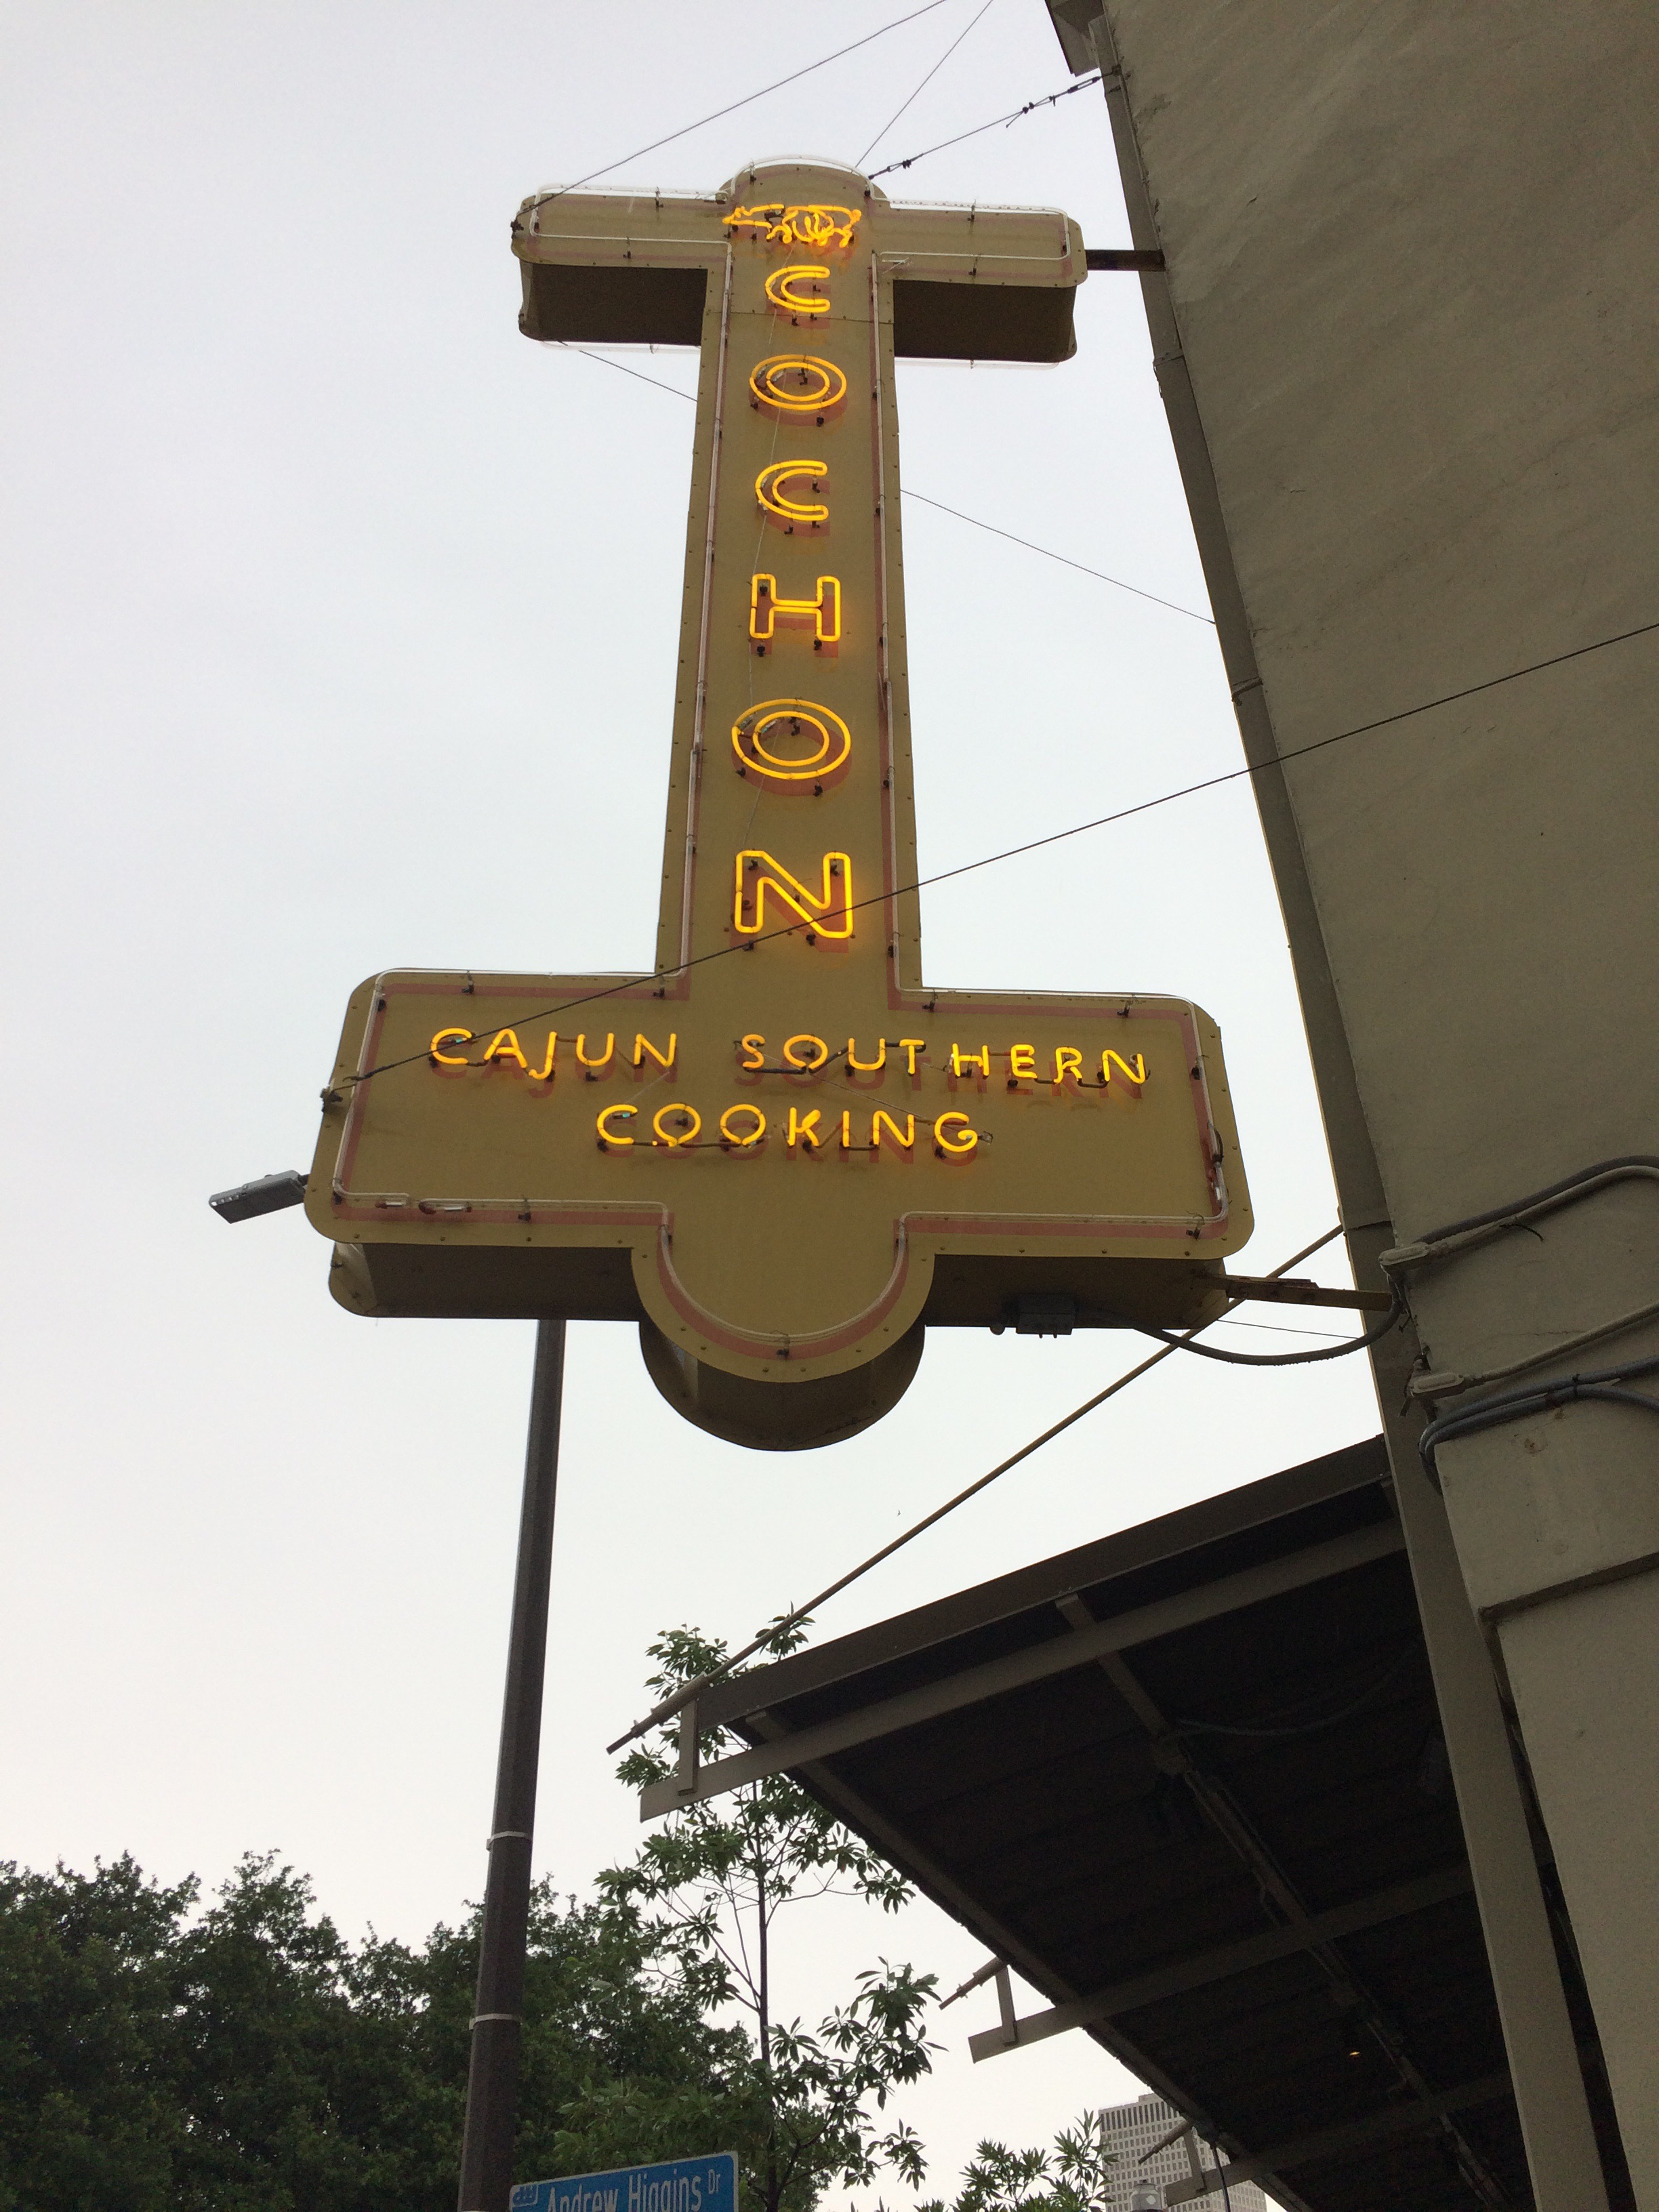 COCHON
CAJUN SOUTHERN
COOKING
Andrew Higgins Dr